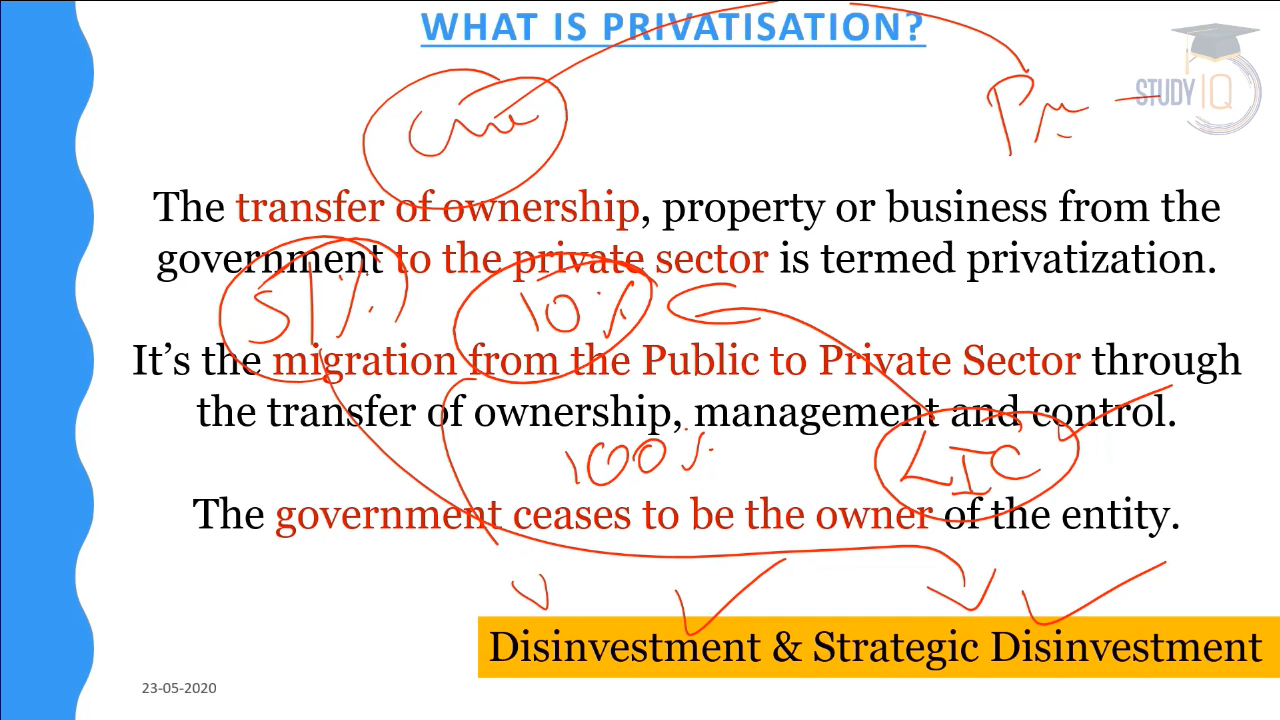 WHAT IS PRIVATISATION?
STUDY IQ
The transfer of ownership, property or business from the
government to the private sector is termed privatization.
51%
10%
It's the migration from the Public to Private Sector through
the transfer of ownership, management and control.
100%
LIC
The government ceases to be the owner of the entity.
Disinvestment & Strategic Disinvestment
23-05-2020